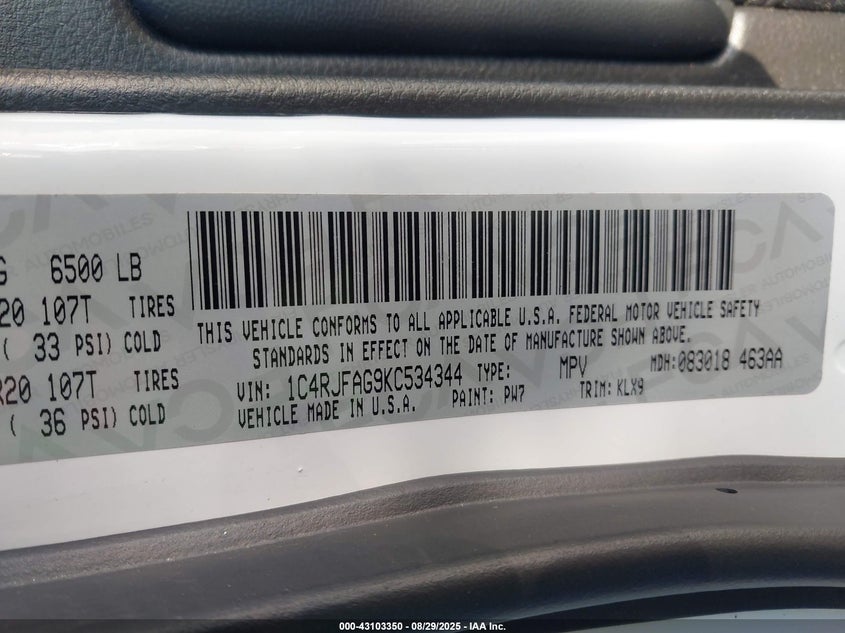 G 6500 LB
20 107T TIRES
( 33 PSI) COLD
R20 107T TIRES
( 36 PSI) COLD
THIS VEHICLE CONFORMS TO ALL APPLICABLE U.S.A. FEDERAL MOTOR VEHICLE SAFETY
STANDARDS IN EFFECT ON THE DATE OF MANUFACTURE SHOWN ABOVE.
VIN: 1C4RJFAG9KC534344 TYPE: MPV MDH:083018 463AA
VEHICLE MADE IN U.S.A. PAINT: PW7 TRIM: KLX9
000-43103350 - 08/29/2025 - IAA Inc.